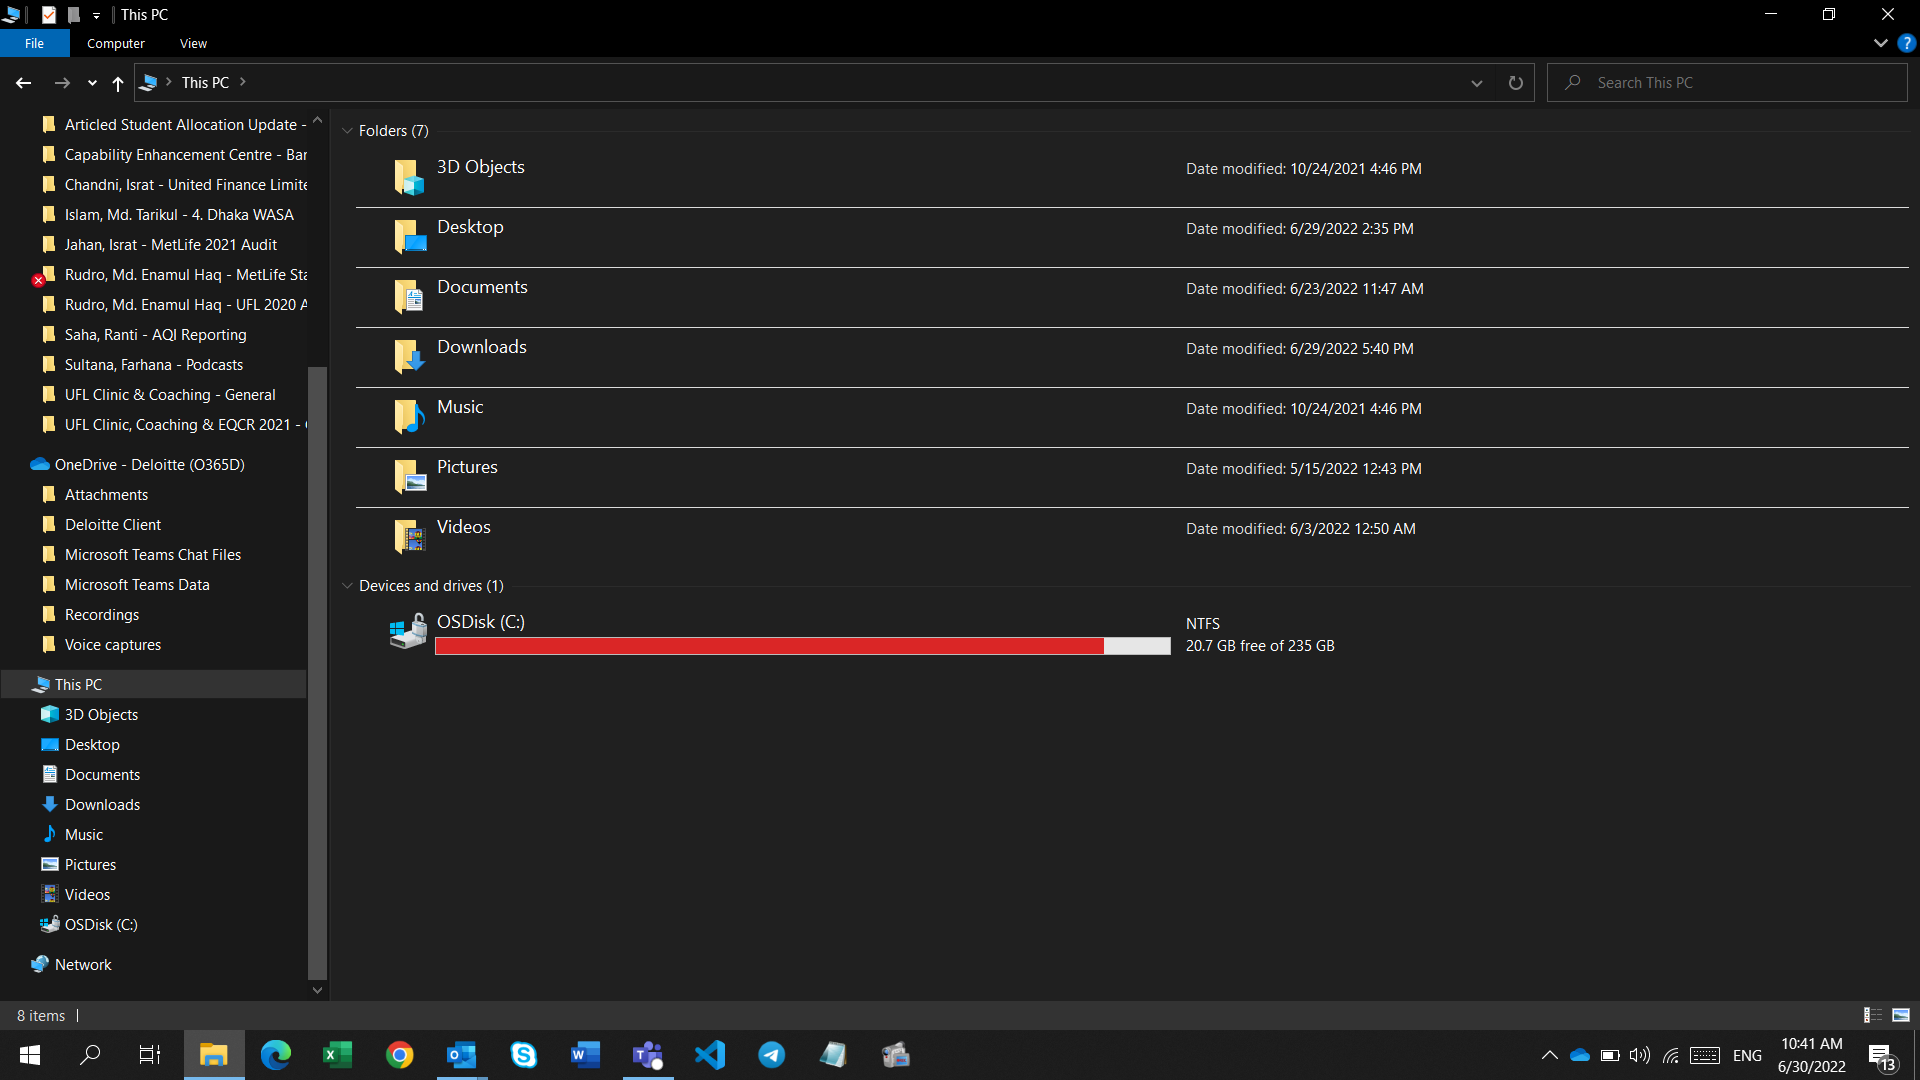 This PC
File Computer View
This PC
Search This PC
Articled Student Allocation Update -
Capability Enhancement Centre - Bar
Chandni, Israt - United Finance Limite
Islam, Md. Tarikul - 4. Dhaka WASA
Jahan, Israt - MetLife 2021 Audit
Rudro, Md. Enamul Haq - MetLife Sta
Rudro, Md. Enamul Haq - UFL 2020 A
Saha, Ranti - AQI Reporting
Sultana, Farhana - Podcasts
UFL Clinic & Coaching - General
UFL Clinic, Coaching & EQCR 2021 -
OneDrive - Deloitte (O365D)
Attachments
Deloitte Client
Microsoft Teams Chat Files
Microsoft Teams Data
Recordings
Voice captures
This PC
3D Objects
Desktop
Documents
Downloads
Music
Pictures
Videos
OSDisk (C:)
Network
Folders (7)
3D Objects Date modified: 10/24/2021 4:46 PM
Desktop Date modified: 6/29/2022 2:35 PM
Documents Date modified: 6/23/2022 11:47 AM
Downloads Date modified: 6/29/2022 5:40 PM
Music Date modified: 10/24/2021 4:46 PM
Pictures Date modified: 5/15/2022 12:43 PM
Videos Date modified: 6/3/2022 12:50 AM
Devices and drives (1)
OSDisk (C:) NTFS
20.7 GB free of 235 GB
8 items
ENG
10:41 AM
6/30/2022
13